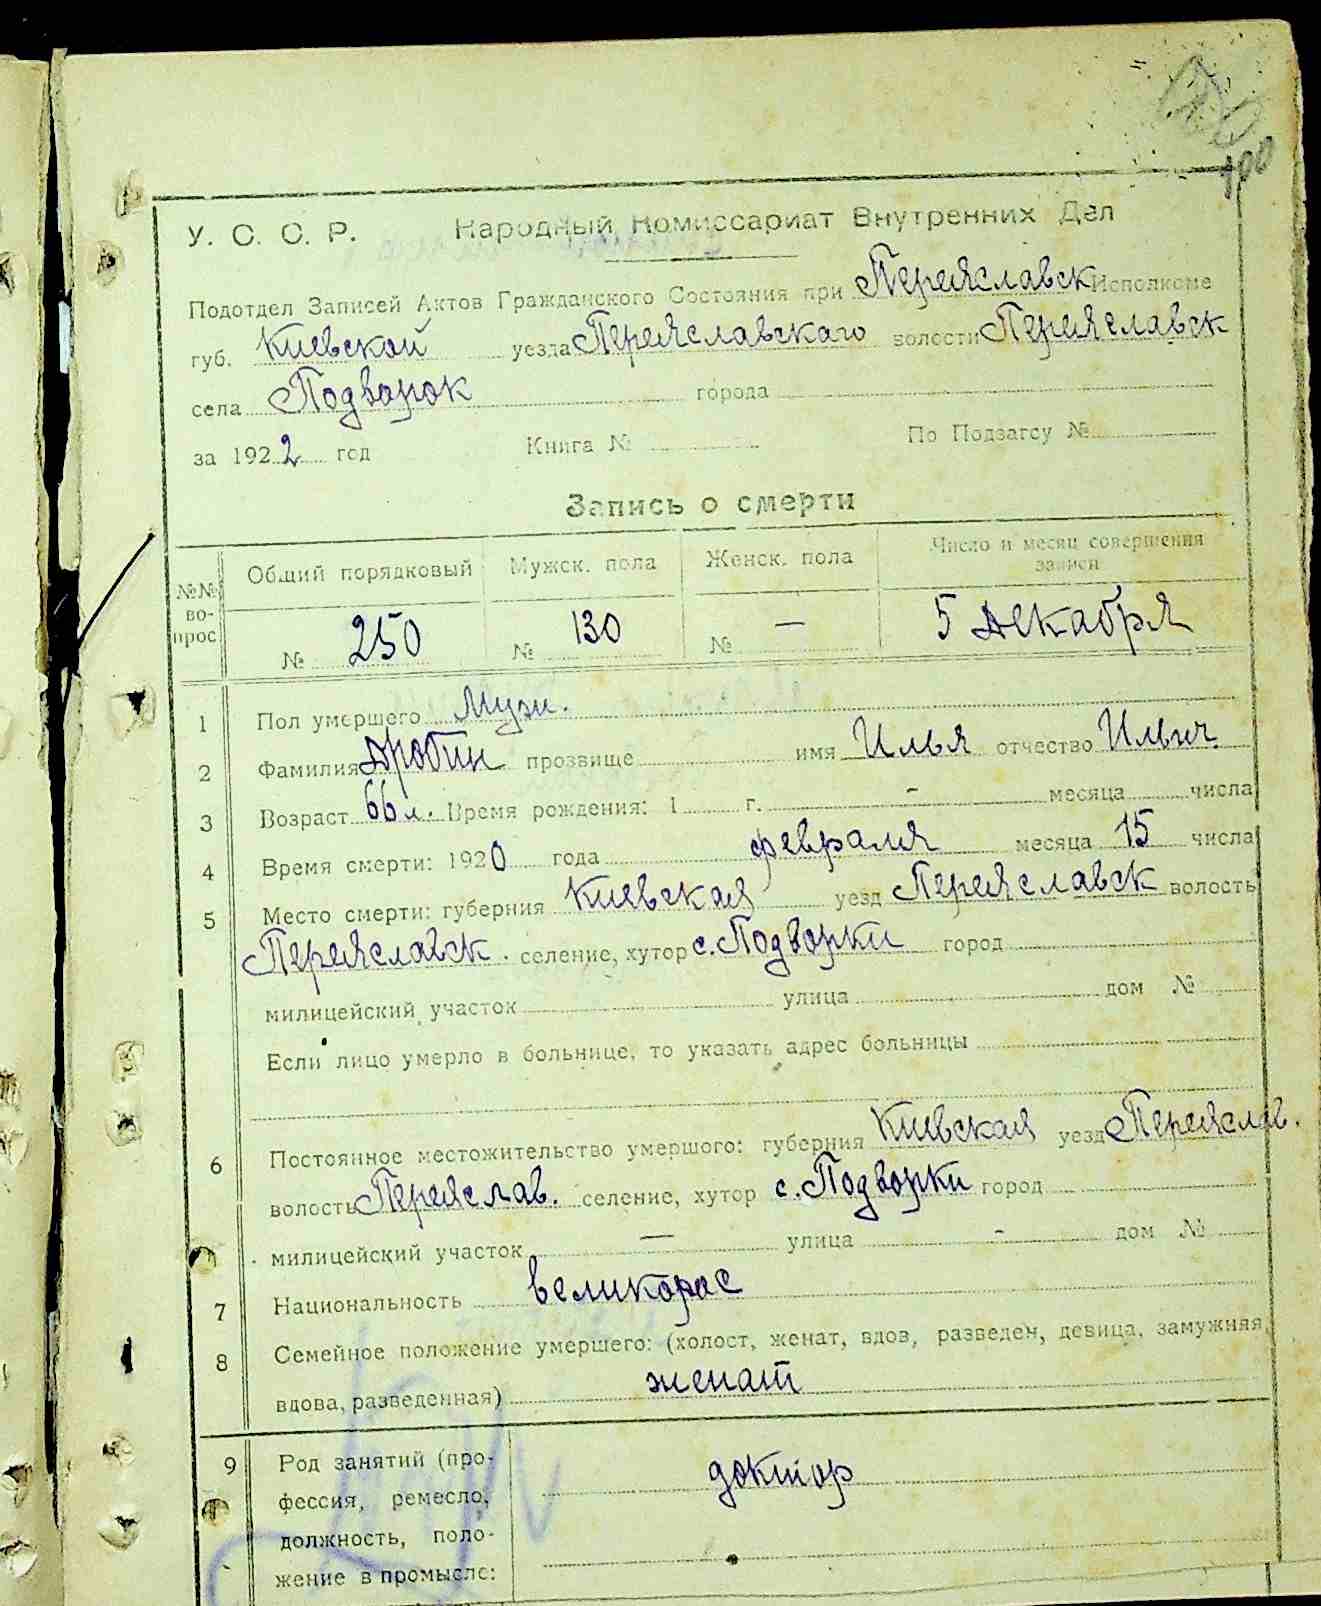 100
У. С. С. Р. Народный Комиссариат Внутренних Дел
Подотдел Записей Актов Гражданского Состояния при Переяславск Исполкоме
губ. Киевской уезда Переяславскаго волости Переяславск
села Подворок города
за 1922 год Книга № По Подзагсу №
Запись о смерти
№№ вопрос Общий порядковый Мужск. пола Женск. пола Число и месяц совершения записи
№ 250 № 130 № — 5 Декабря
1 Пол умершего Муж.
2 Фамилия Дробин прозвище имя Илья отчество Ильич
3 Возраст 66 л. Время рождения: 1 г. - месяца числа
4 Время смерти: 1920 года февраля месяца 15 числа
5 Место смерти: губерния Киевская уезд Переяславск волость
Переяславск. селение, хутор с. Подворки город
милицейский участок улица дом №
Если лицо умерло в больнице, то указать адрес больницы
6 Постоянное местожительство умершего: губерния Киевская уезд Переяслав.
волость Переяслав. селение, хутор с. Подворки город
милицейский участок — улица - дом №
7 Национальность великорос
8 Семейное положение умершего: (холост, женат, вдов, разведен, девица, замужняя,
вдова, разведенная) женат
9 Род занятий (про-
фессия, ремесло, доктор
должность, поло-
жение в промысле: